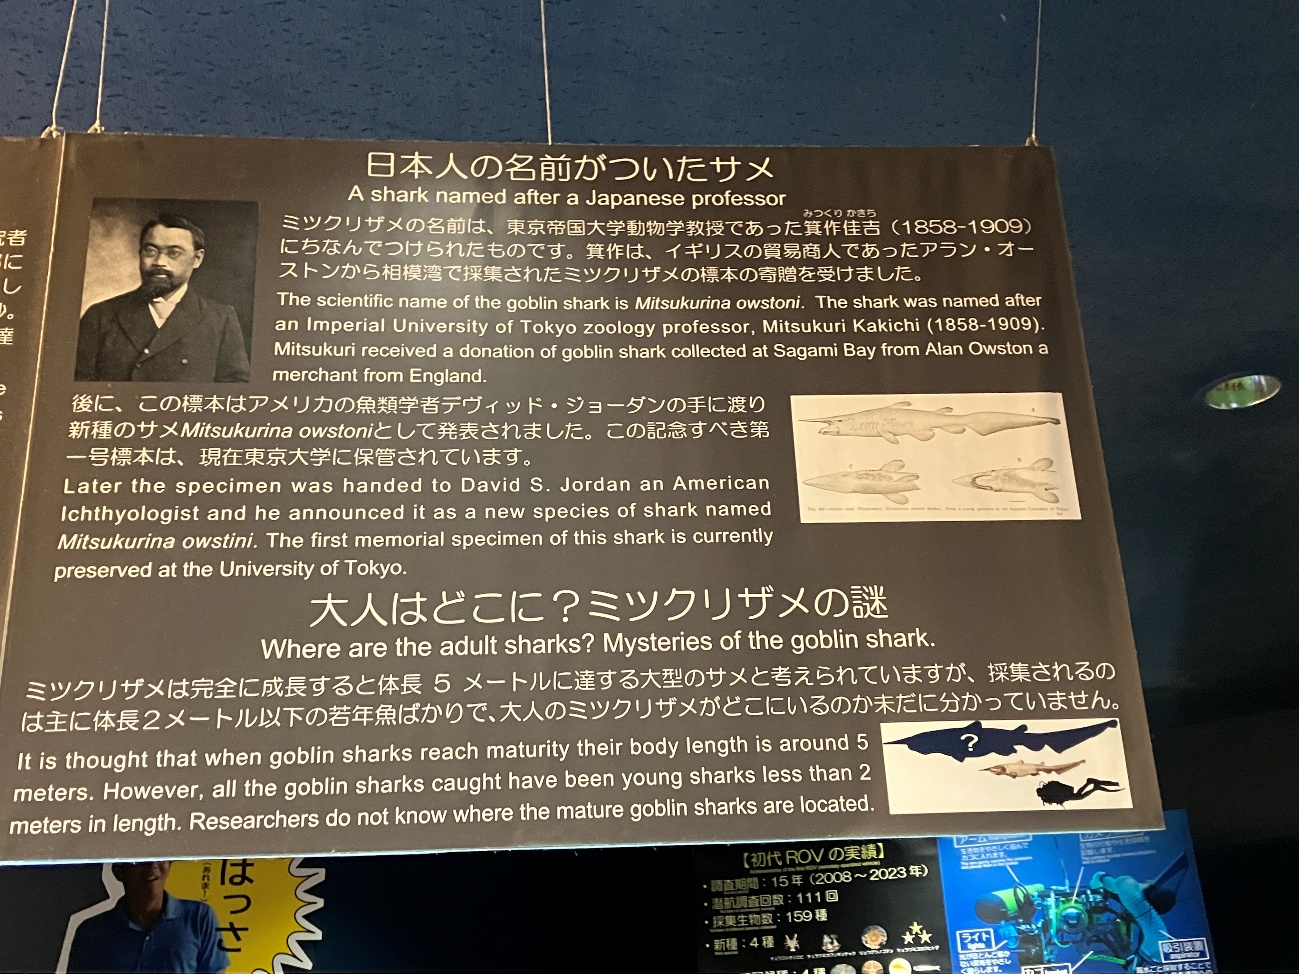 日本人の名前がついたサメ
A shark named after a Japanese professor
みつくり かきち
ミツクリザメの名前は、東京帝国大学動物学教授であった箕作佳吉（1858-1909）
にちなんでつけられたものです。箕作は、イギリスの貿易商人であったアラン・オー
ストンから相模湾で採集されたミツクリザメの標本の寄贈を受けました。
The scientific name of the goblin shark is Mitsukurina owstoni. The shark was named after
an Imperial University of Tokyo zoology professor, Mitsukuri Kakichi (1858-1909).
Mitsukuri received a donation of goblin shark collected at Sagami Bay from Alan Owston a
merchant from England.
後に、この標本はアメリカの魚類学者デヴィッド・ジョーダンの手に渡り
新種のサメMitsukurina owstoniとして発表されました。この記念すべき第
一号標本は、現在東京大学に保管されています。
Later the specimen was handed to David S. Jordan an American
Ichthyologist and he announced it as a new species of shark named
Mitsukurina owstini. The first memorial specimen of this shark is currently
preserved at the University of Tokyo.
大人はどこに？ミツクリザメの謎
Where are the adult sharks? Mysteries of the goblin shark.
ミツクリザメは完全に成長すると体長 5 メートルに達する大型のサメと考えられていますが、採集されるの
は主に体長2メートル以下の若年魚ばかりで、大人のミツクリザメがどこにいるのか未だに分かっていません。
It is thought that when goblin sharks reach maturity their body length is around 5
meters. However, all the goblin sharks caught have been young sharks less than 2
meters in length. Researchers do not know where the mature goblin sharks are located.
?
はっさ
（あれま！）
【初代ROVの実績】
・調査期間：15年（2008～2023年）
・潜航調査回数：111回
・採集生物数：159種
・新種：4種
ライト
吸引装置